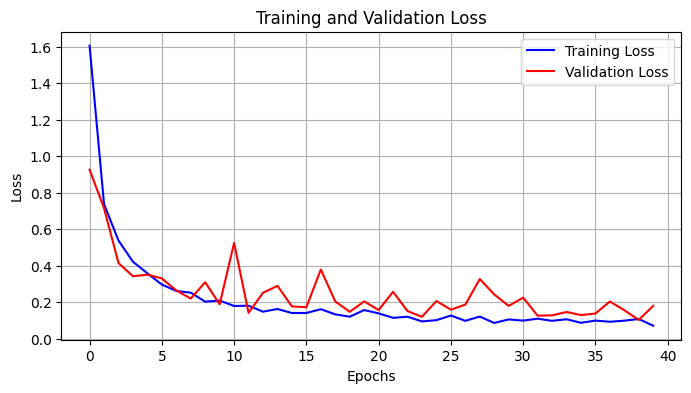 Training and Validation Loss
Training Loss
Validation Loss
Loss
1.6
1.4
1.2
1.0
0.8
0.6
0.4
0.2
0.0
0 5 10 15 20 25 30 35 40
Epochs